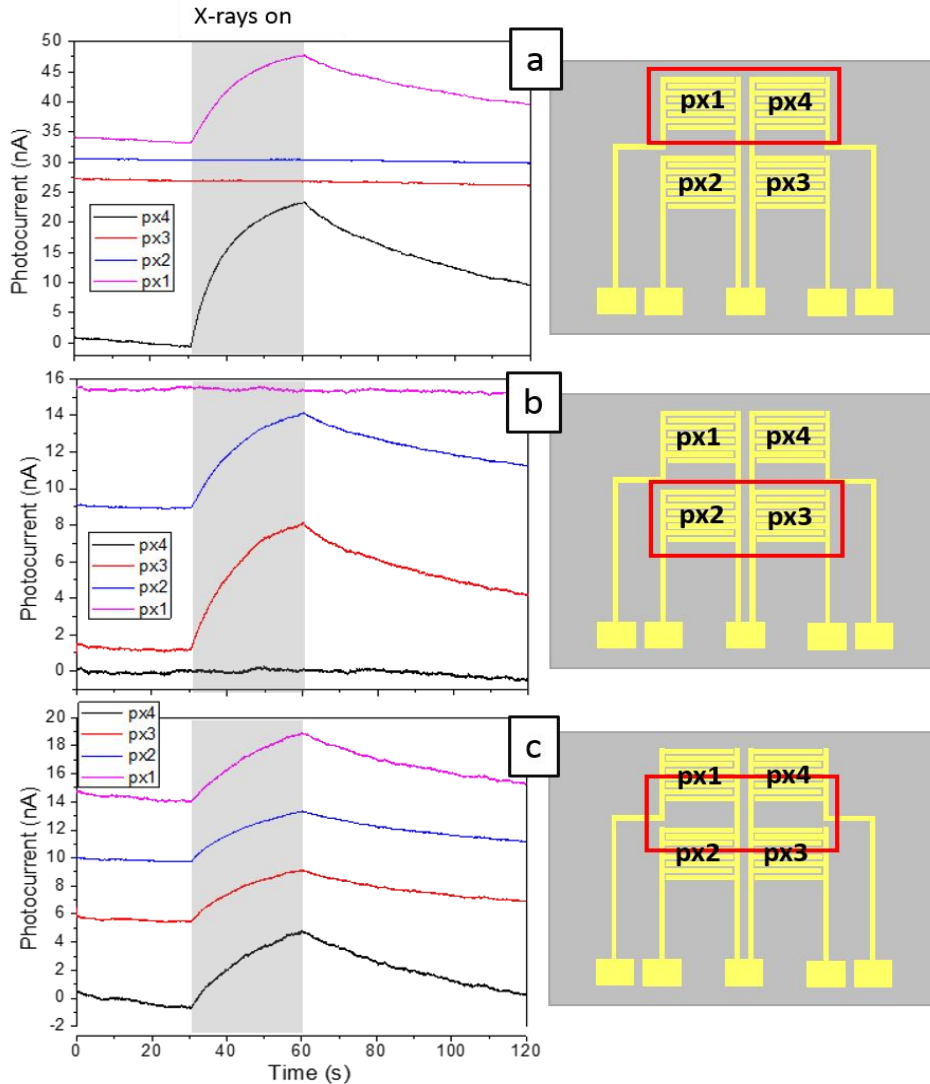 X-rays on
a
50
45
40
35
30
25
20
15
10
5
0
Photocurrent (nA)
px4
px3
px2
px1
px1 px4
px2 px3
b
16
14
12
10
8
6
4
2
0
Photocurrent (nA)
px4
px3
px2
px1
px1 px4
px2 px3
c
20
18
16
14
12
10
8
6
4
2
0
-2
Photocurrent (nA)
px4
px3
px2
px1
0 20 40 60 80 100 120
Time (s)
px1 px4
px2 px3